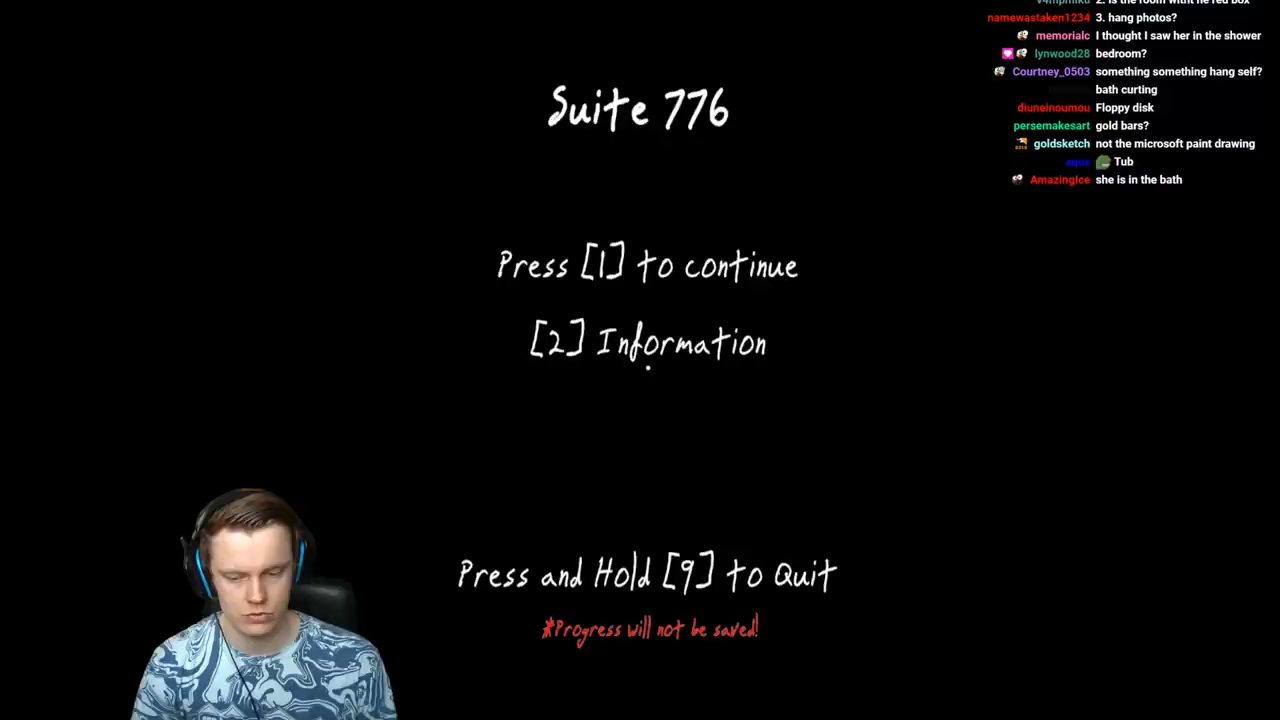 Suite 776
Press [1] to continue
[2] Information
Press and Hold [9] to Quit
*Progress will not be saved!
2. is the room witht he red box
namewastaken1234 3. hang photos?
memorialc I thought I saw her in the shower
lynwood28 bedroom?
Courtney_0503 something something hang self?
bath curting
diuneinoumou Floppy disk
persemakesart gold bars?
goldsketch not the microsoft paint drawing
Tub
AmazingIce she is in the bath